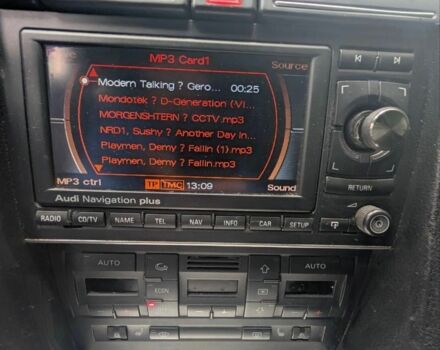 MP3 Card1
Source
Modern Talking ? Gero... 00:25
Mondotek ? D-Generation (VI...
MORGENSHTERN ? CCTV.mp3
NRD1, Sushy ? Another Day in...
Playmen, Demy ? Fallin (1).mp3
Playmen, Demy ? Fallin.mp3
MP3 ctrl
TP TMC 13:09
Sound
RETURN
Audi Navigation plus
RADIO CD/TV NAME TEL NAV INFO CAR SETUP
AUTO AUTO
ECON
OFF